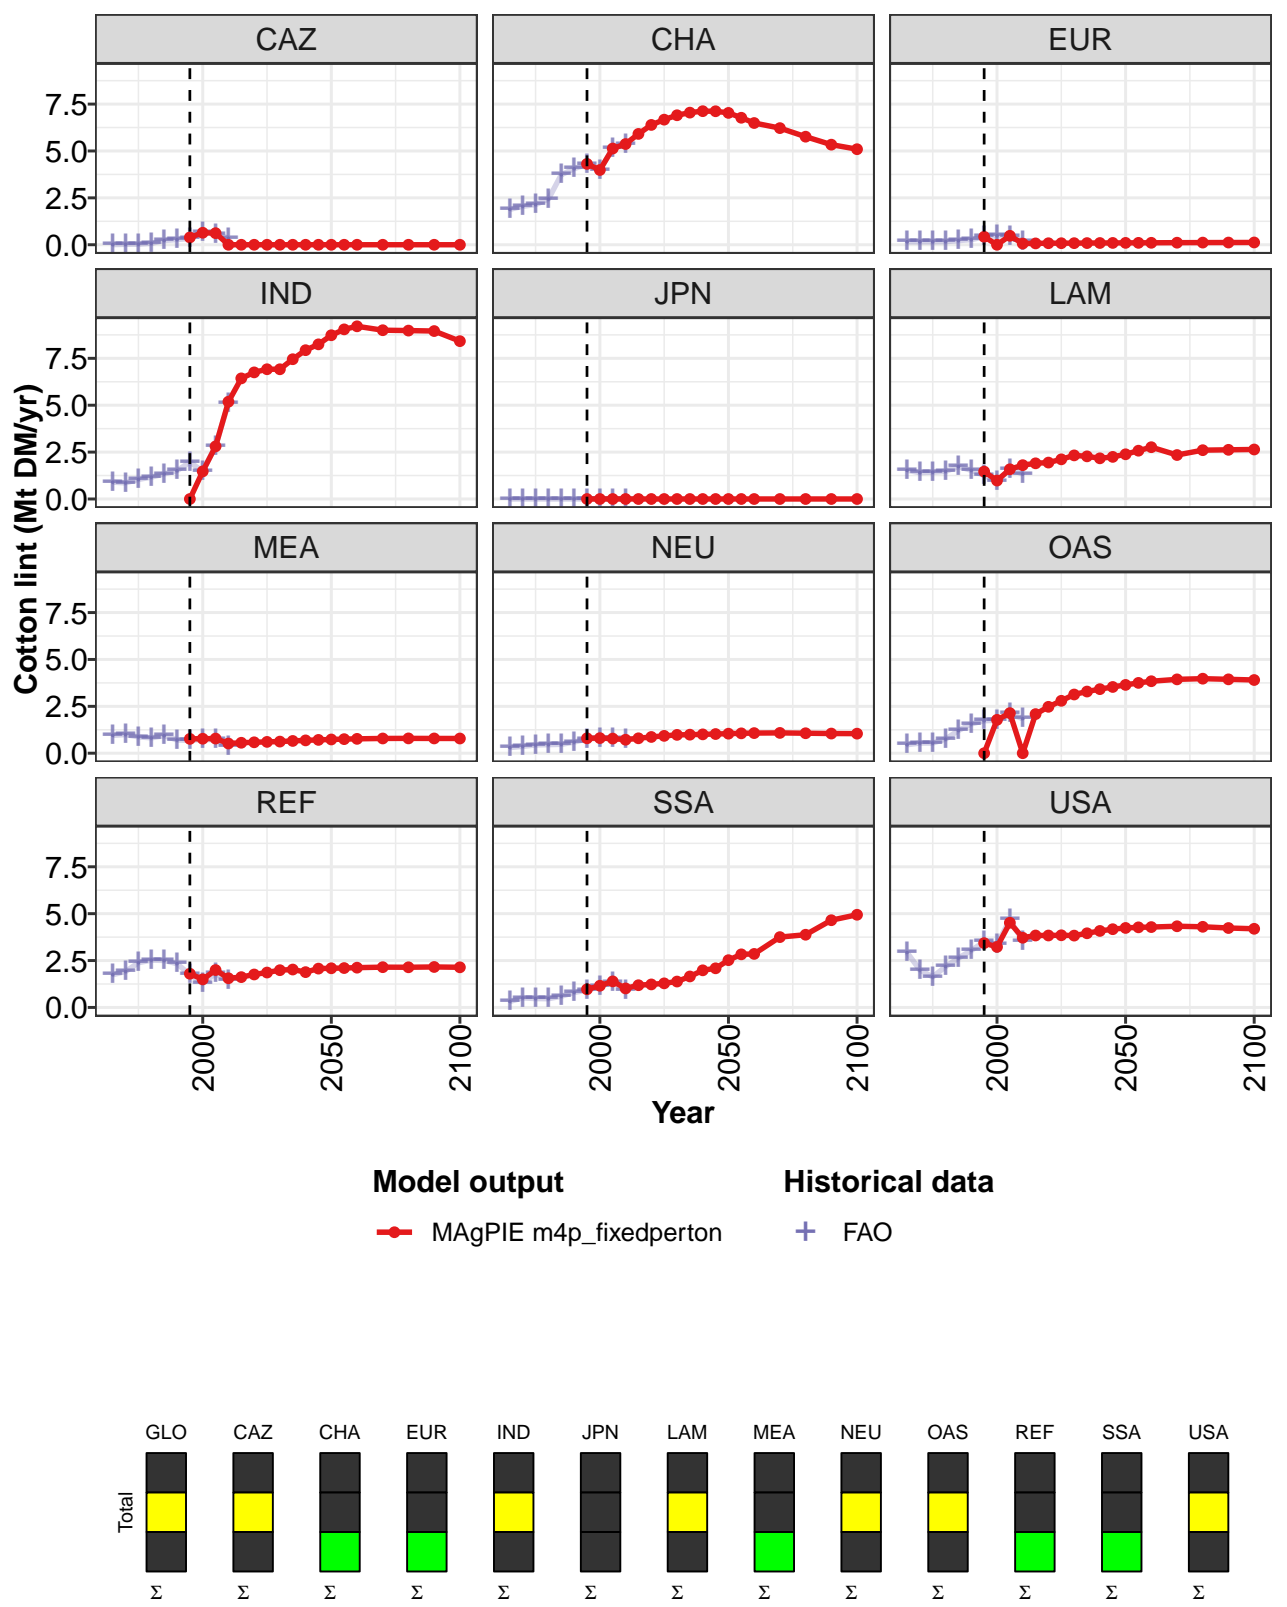 CAZ CHA EUR
7.5
5.0
2.5
0.0
IND JPN LAM
7.5
5.0
2.5
0.0
Cotton lint (Mt DM/yr)
MEA NEU OAS
7.5
5.0
2.5
0.0
REF SSA USA
7.5
5.0
2.5
0.0
2000 2050 2100 2000 2050 2100 2000 2050 2100
Year
Model output Historical data
MAgPIE m4p_fixedperton FAO
GLO CAZ CHA EUR IND JPN LAM MEA NEU OAS REF SSA USA
Total
Σ Σ Σ Σ Σ Σ Σ Σ Σ Σ Σ Σ Σ